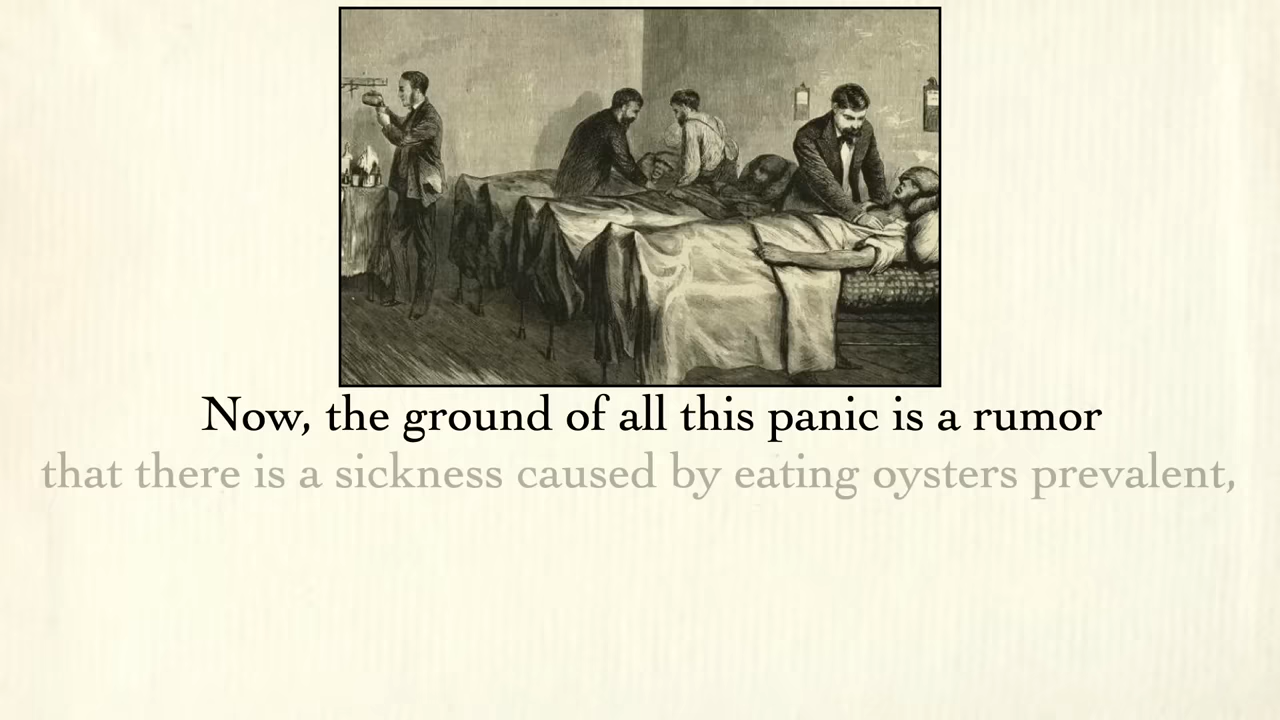 Now, the ground of all this panic is a rumor
that there is a sickness caused by eating oysters prevalent,